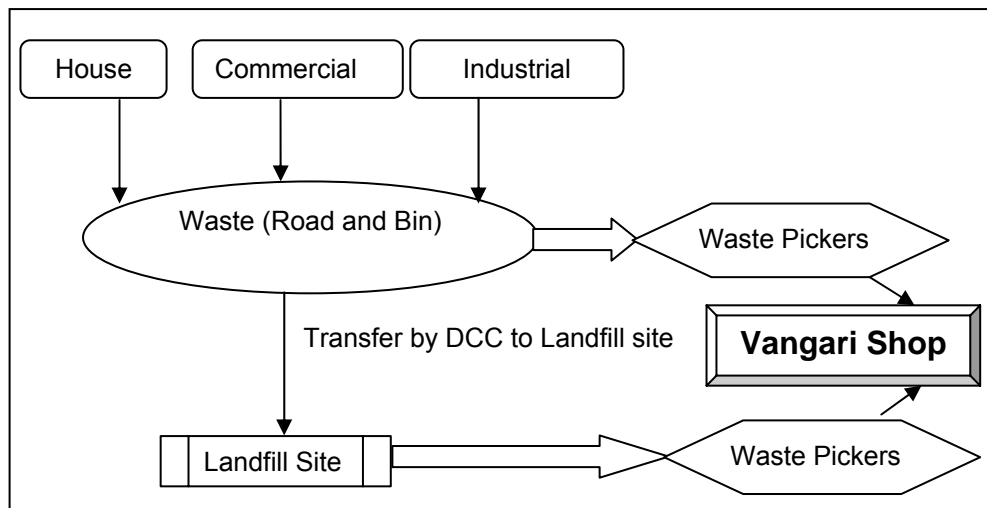 House
Commercial
Industrial
Waste (Road and Bin)
Waste Pickers
Transfer by DCC to Landfill site
Vangari Shop
Landfill Site
Waste Pickers